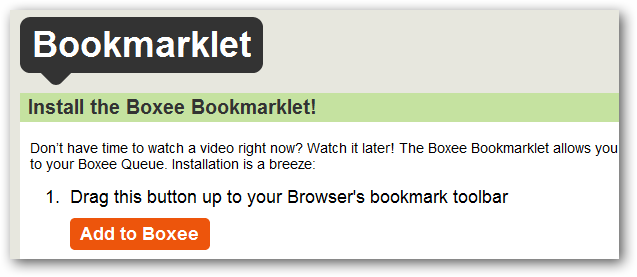 Bookmarklet
Install the Boxee Bookmarklet!
Don't have time to watch a video right now? Watch it later! The Boxee Bookmarklet allows you
to your Boxee Queue. Installation is a breeze:
1. Drag this button up to your Browser's bookmark toolbar
Add to Boxee